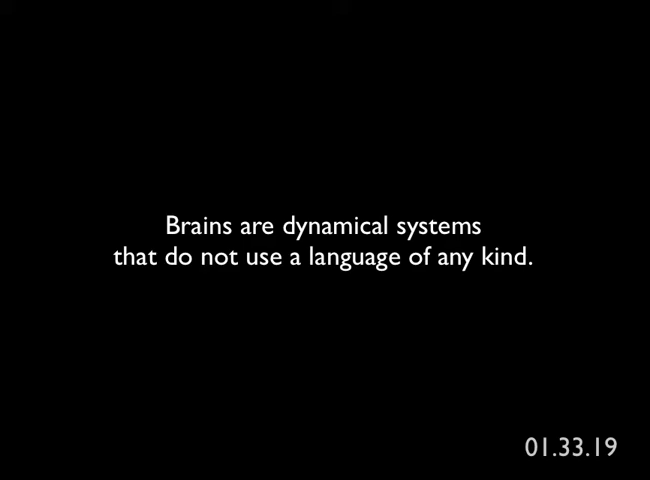 Brains are dynamical systems
that do not use a language of any kind.
01.33.19